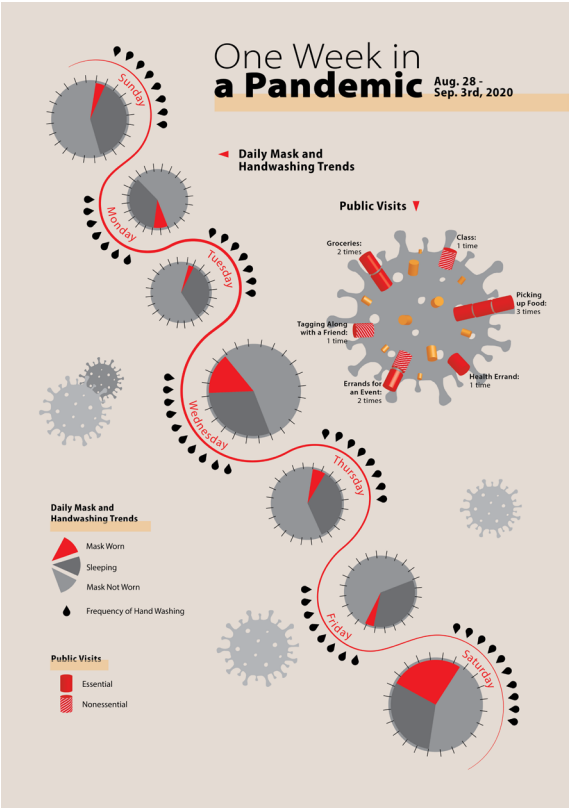 One Week in
a Pandemic
Aug. 28 -
Sep. 3rd, 2020
Daily Mask and
Handwashing Trends
Sunday
Monday
Tuesday
Wednesday
Thursday
Friday
Saturday
Public Visits
Groceries:
2 times
Class:
1 time
Picking
up Food:
3 times
Tagging Along
with a Friend:
1 time
Health Errand:
1 time
Errands for
an Event:
2 times
Daily Mask and
Handwashing Trends
Mask Worn
Sleeping
Mask Not Worn
Frequency of Hand Washing
Public Visits
Essential
Nonessential